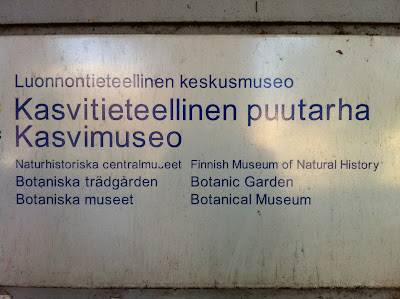 Luonnontieteellinen keskusmuseo
Kasvitieteellinen puutarha
Kasvimuseo
Naturhistoriska centralmuseet Finnish Museum of Natural History
Botaniska trädgården Botanic Garden
Botaniska museet Botanical Museum